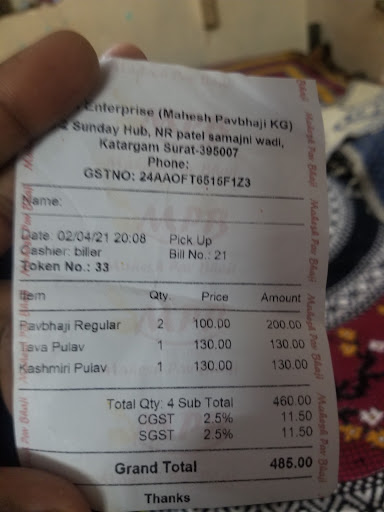 Enterprise (Mahesh Pavbhaji KG)
Sunday Hub, NR patel samajni wadi,
Katargam Surat-395007
Phone:
GSTNO: 24AAOFT6515F1Z3
Name:
Date: 02/04/21 20:08 Pick Up
Cashier: biller Bill No.: 21
Token No.: 33
Item Qty. Price Amount
Pavbhaji Regular 2 100.00 200.00
Tava Pulav 1 130.00 130.00
Kashmiri Pulav 1 130.00 130.00
Total Qty: 4 Sub Total 460.00
CGST 2.5% 11.50
SGST 2.5% 11.50
Grand Total 485.00
Thanks